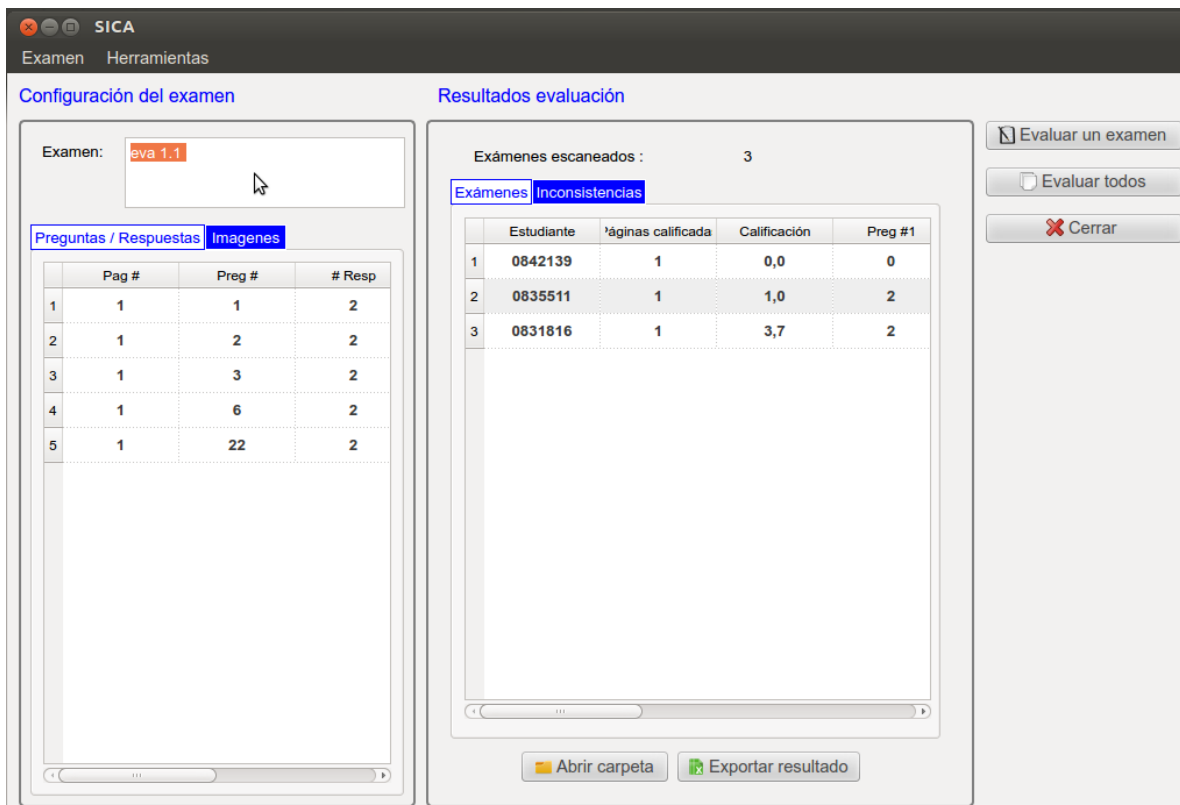 SICA
Examen Herramientas
Configuración del examen
Examen:
eva 1.1
Preguntas / Respuestas Imagenes
Pag # Preg # # Resp
1 1 1 2
2 1 2 2
3 1 3 2
4 1 6 2
5 1 22 2
Resultados evaluación
Exámenes escaneados : 3
Exámenes Inconsistencias
Estudiante áginas calificada Calificación Preg #1
1 0842139 1 0,0 0
2 0835511 1 1,0 2
3 0831816 1 3,7 2
Abrir carpeta Exportar resultado
Evaluar un examen
Evaluar todos
Cerrar